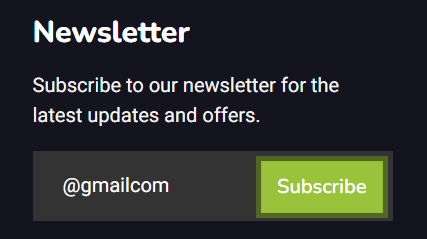 Newsletter
Subscribe to our newsletter for the
latest updates and offers.
@gmailcom
Subscribe